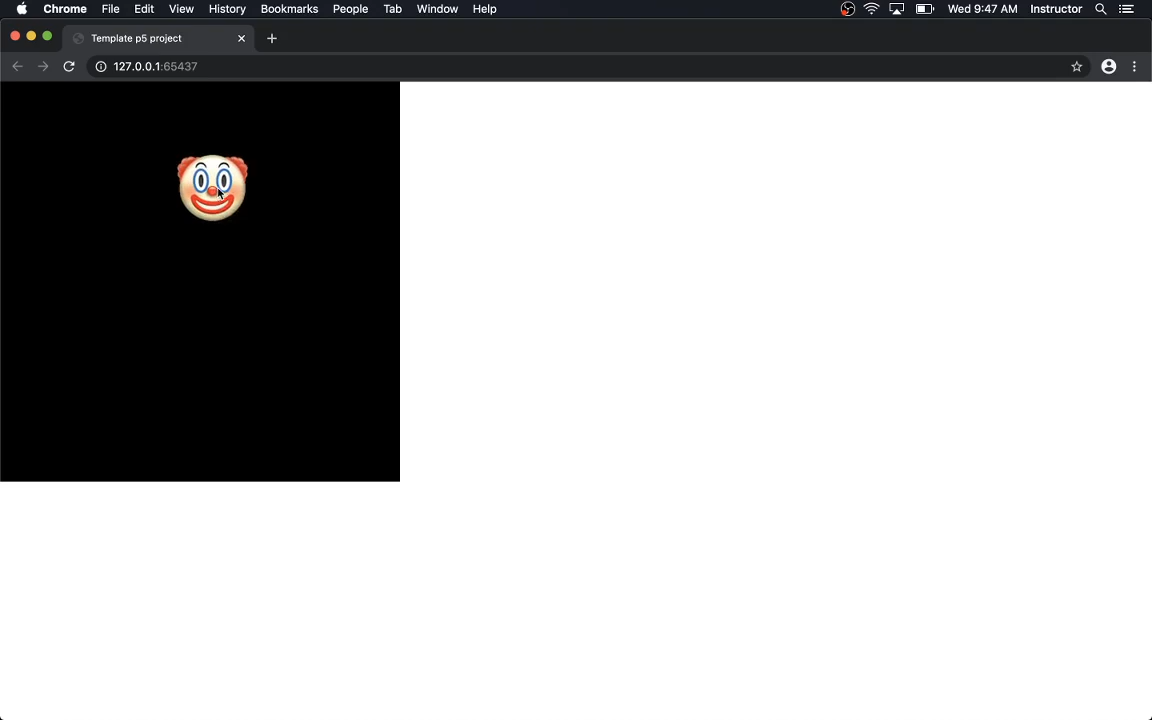 Chrome File Edit View History Bookmarks People Tab Window Help Wed 9:47 AM Instructor
Template p5 project
127.0.0.1:65437